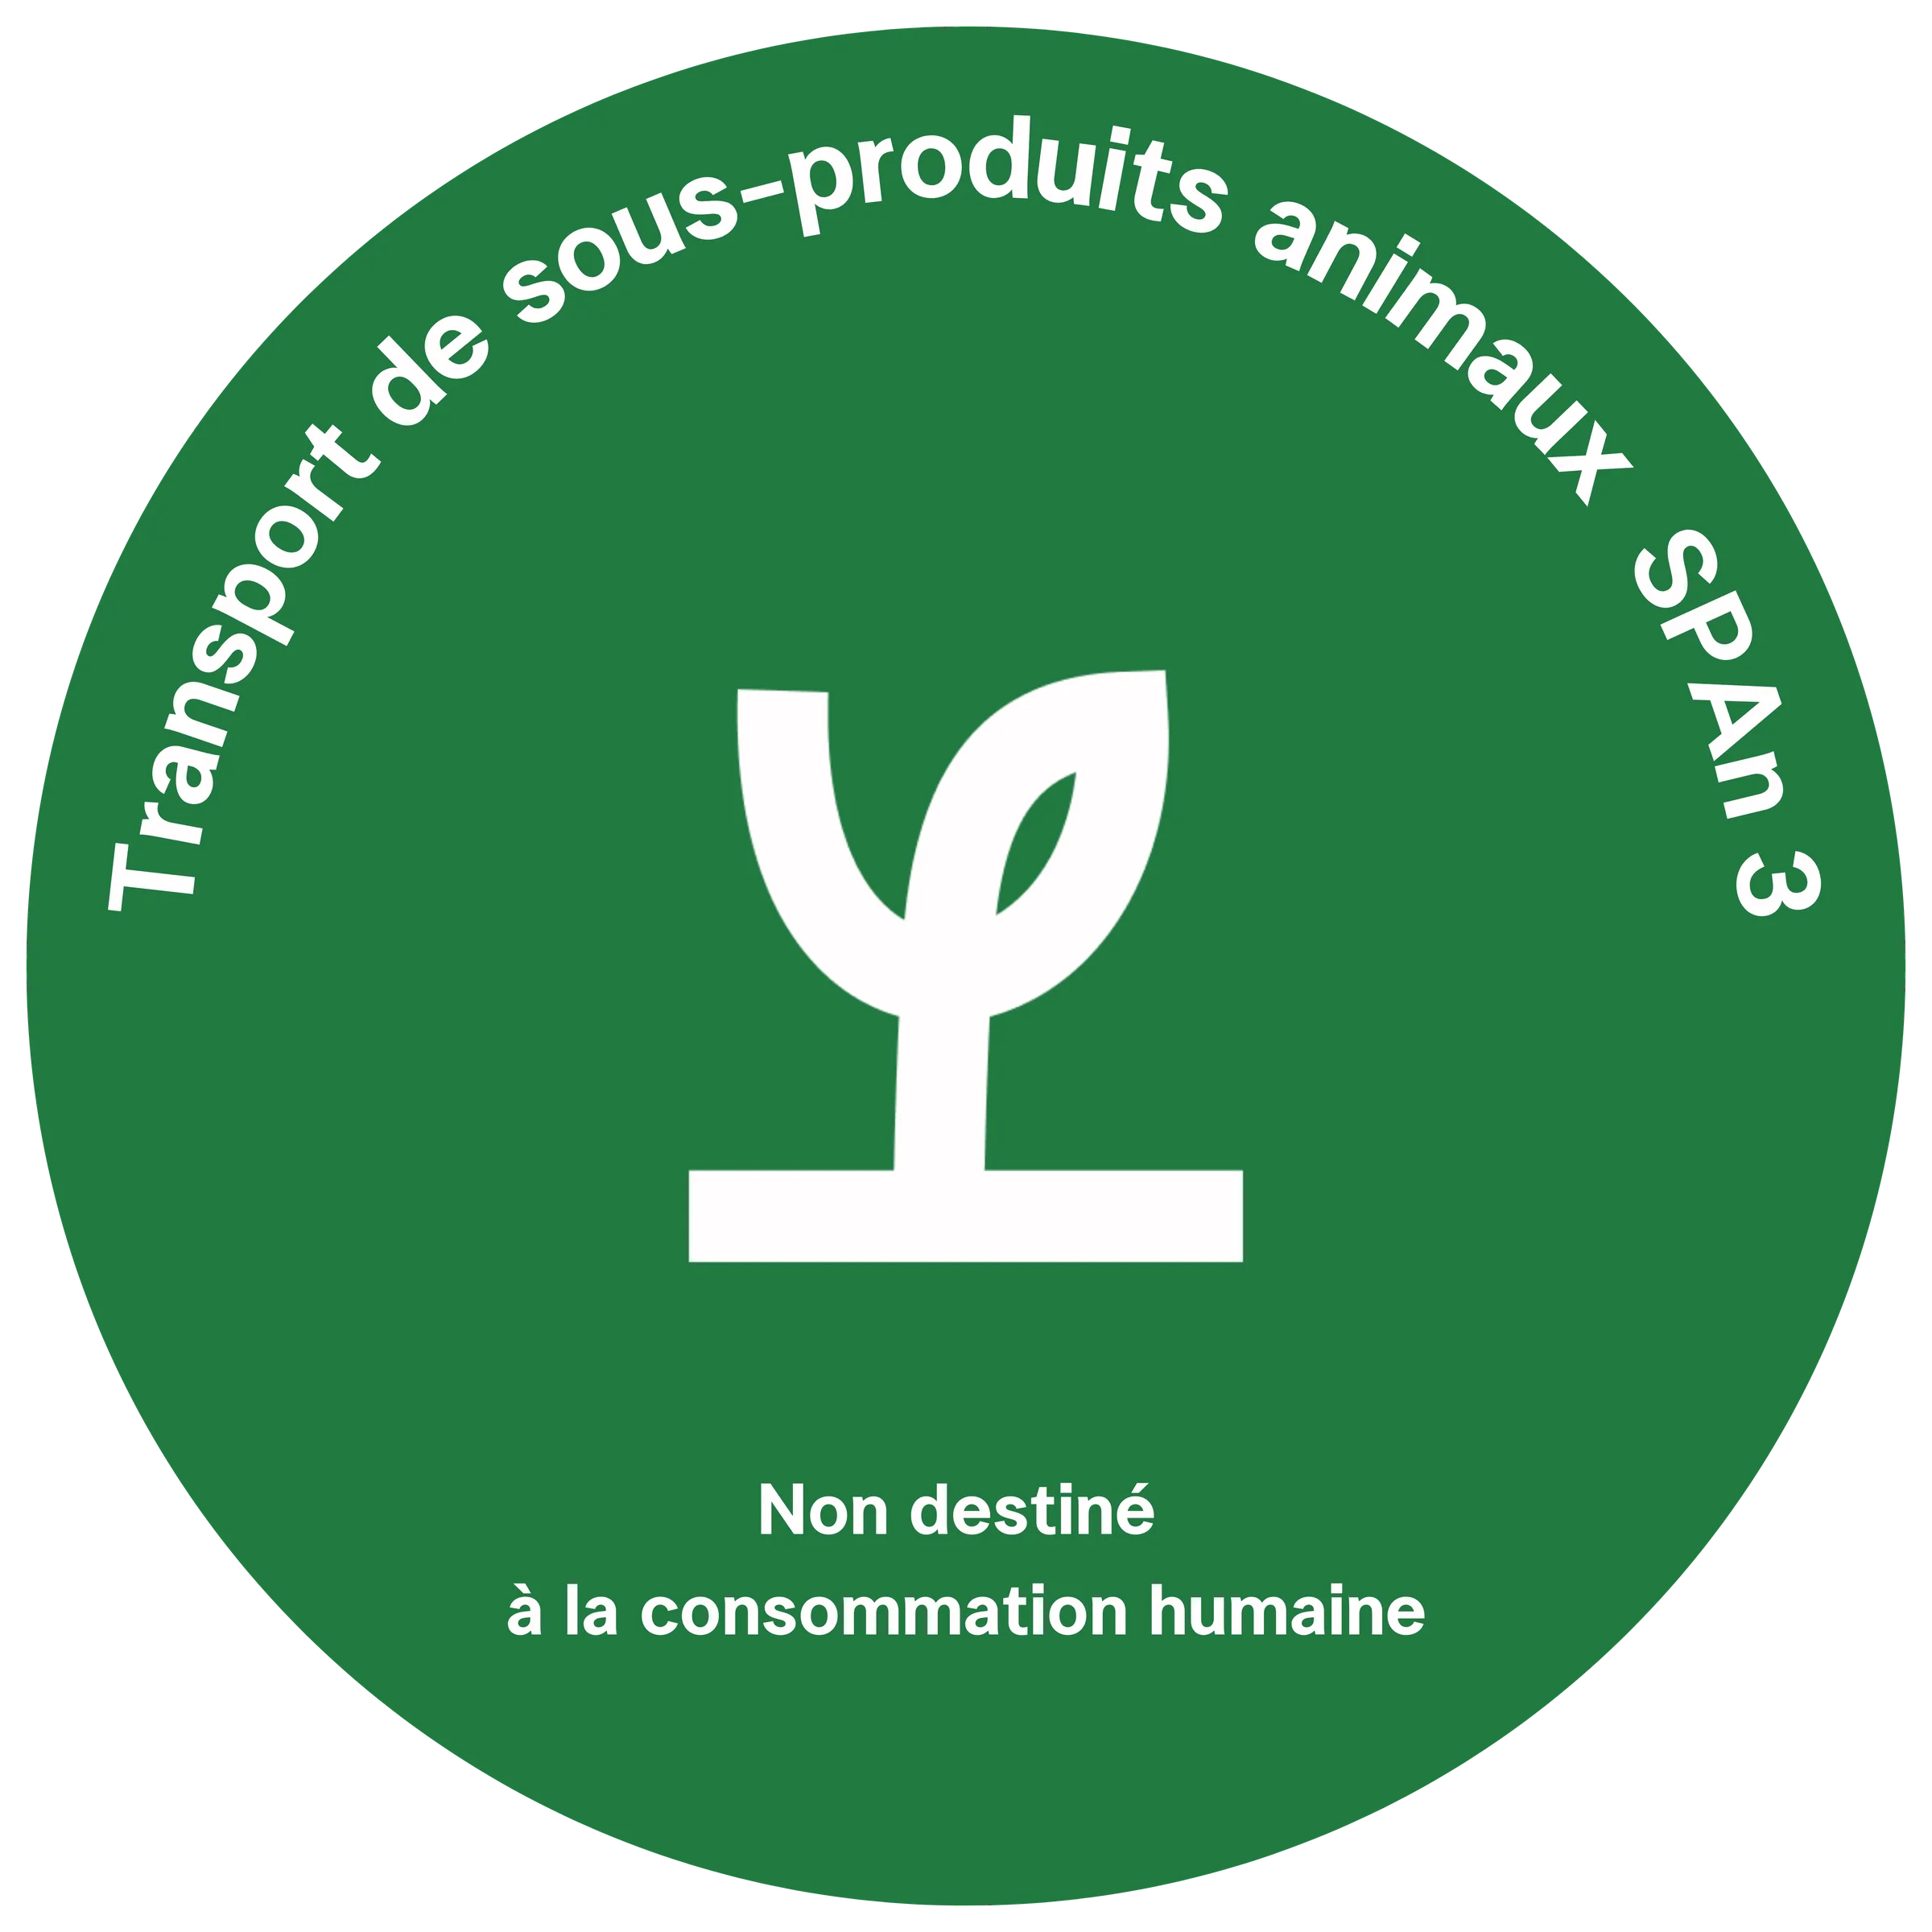 Transport de sous-produits animaux SPAn 3
Non destiné
à la consommation humaine